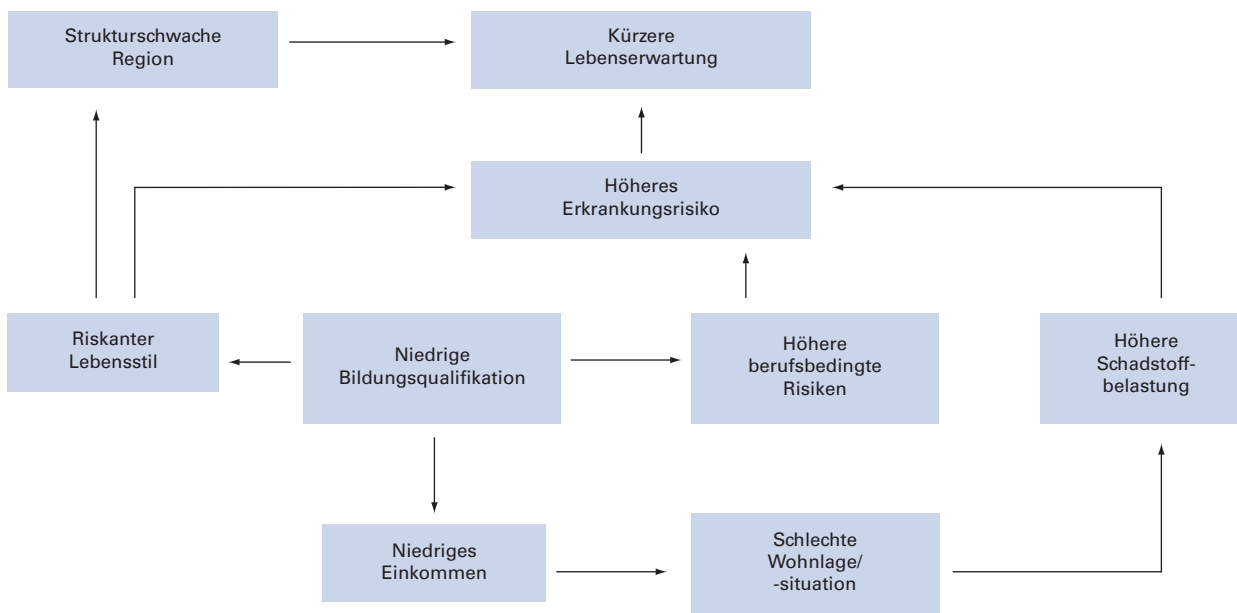 Strukturschwache
Region
Kürzere
Lebenserwartung
Höheres
Erkrankungsrisiko
Riskanter
Lebensstil
Niedrige
Bildungsqualifikation
Höhere
berufsbedingte
Risiken
Höhere
Schadstoff-
belastung
Niedriges
Einkommen
Schlechte
Wohnlage/
-situation